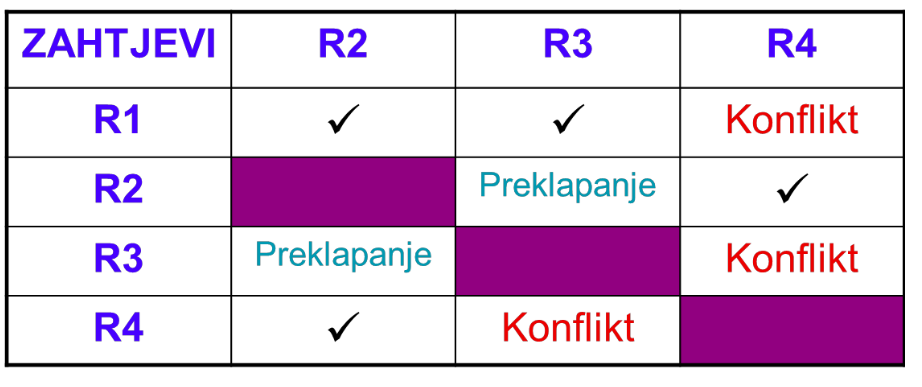 ZAHTJEVI R2 R3 R4
R1 ✓ ✓ Konflikt
R2 Preklapanje ✓
R3 Preklapanje Konflikt
R4 ✓ Konflikt